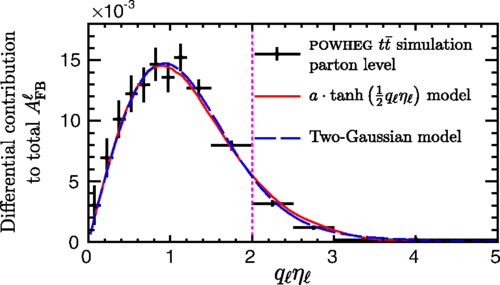 ×10⁻³
Differential contribution
to total Aℓ_FB
15
10
5
0
POWHEG tt̄ simulation
parton level
a · tanh (½qℓηℓ) model
Two-Gaussian model
0 1 2 3 4 5
qℓηℓ